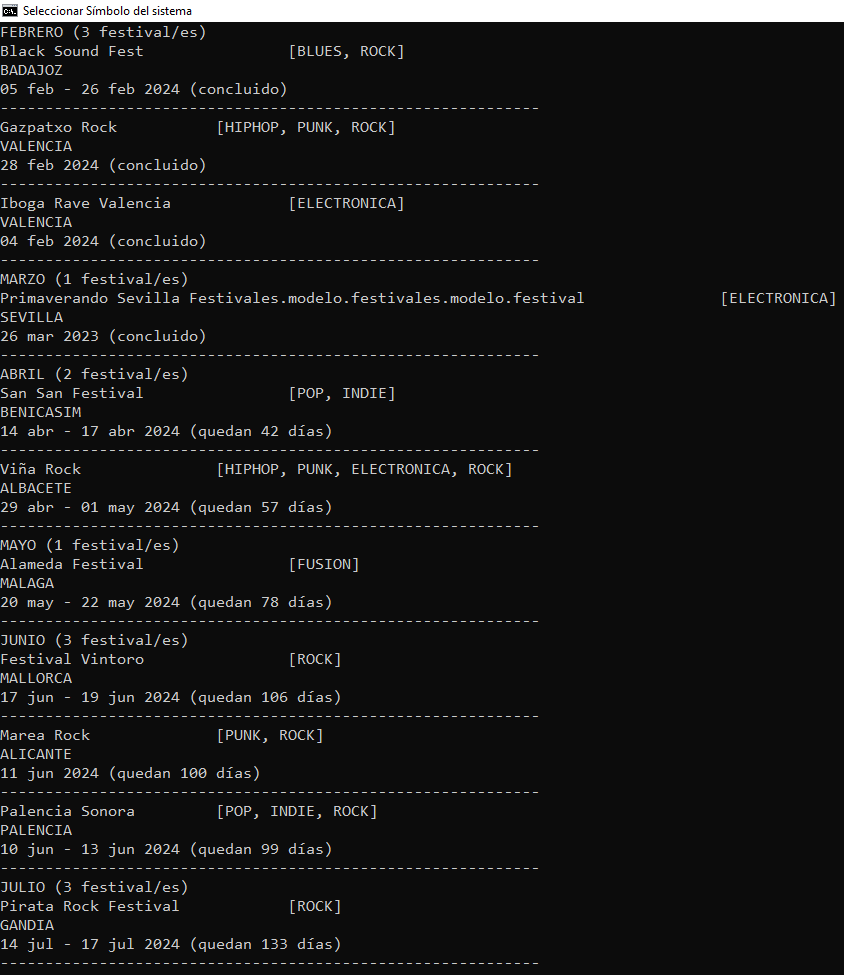 Seleccionar Símbolo del sistema
FEBRERO (3 festival/es)
Black Sound Fest                [BLUES, ROCK]
BADAJOZ
05 feb - 26 feb 2024 (concluido)
------------------------------------------------------------
Gazpatxo Rock           [HIPHOP, PUNK, ROCK]
VALENCIA
28 feb 2024 (concluido)
------------------------------------------------------------
Iboga Rave Valencia             [ELECTRONICA]
VALENCIA
04 feb 2024 (concluido)
------------------------------------------------------------
MARZO (1 festival/es)
Primaverando Sevilla Festivales.modelo.festivales.modelo.festival               [ELECTRONICA]
SEVILLA
26 mar 2023 (concluido)
------------------------------------------------------------
ABRIL (2 festival/es)
San San Festival                [POP, INDIE]
BENICASIM
14 abr - 17 abr 2024 (quedan 42 días)
------------------------------------------------------------
Viña Rock               [HIPHOP, PUNK, ELECTRONICA, ROCK]
ALBACETE
29 abr - 01 may 2024 (quedan 57 días)
------------------------------------------------------------
MAYO (1 festival/es)
Alameda Festival                [FUSION]
MALAGA
20 may - 22 may 2024 (quedan 78 días)
------------------------------------------------------------
JUNIO (3 festival/es)
Festival Vintoro                [ROCK]
MALLORCA
17 jun - 19 jun 2024 (quedan 106 días)
------------------------------------------------------------
Marea Rock              [PUNK, ROCK]
ALICANTE
11 jun 2024 (quedan 100 días)
------------------------------------------------------------
Palencia Sonora         [POP, INDIE, ROCK]
PALENCIA
10 jun - 13 jun 2024 (quedan 99 días)
------------------------------------------------------------
JULIO (3 festival/es)
Pirata Rock Festival            [ROCK]
GANDIA
14 jul - 17 jul 2024 (quedan 133 días)
------------------------------------------------------------